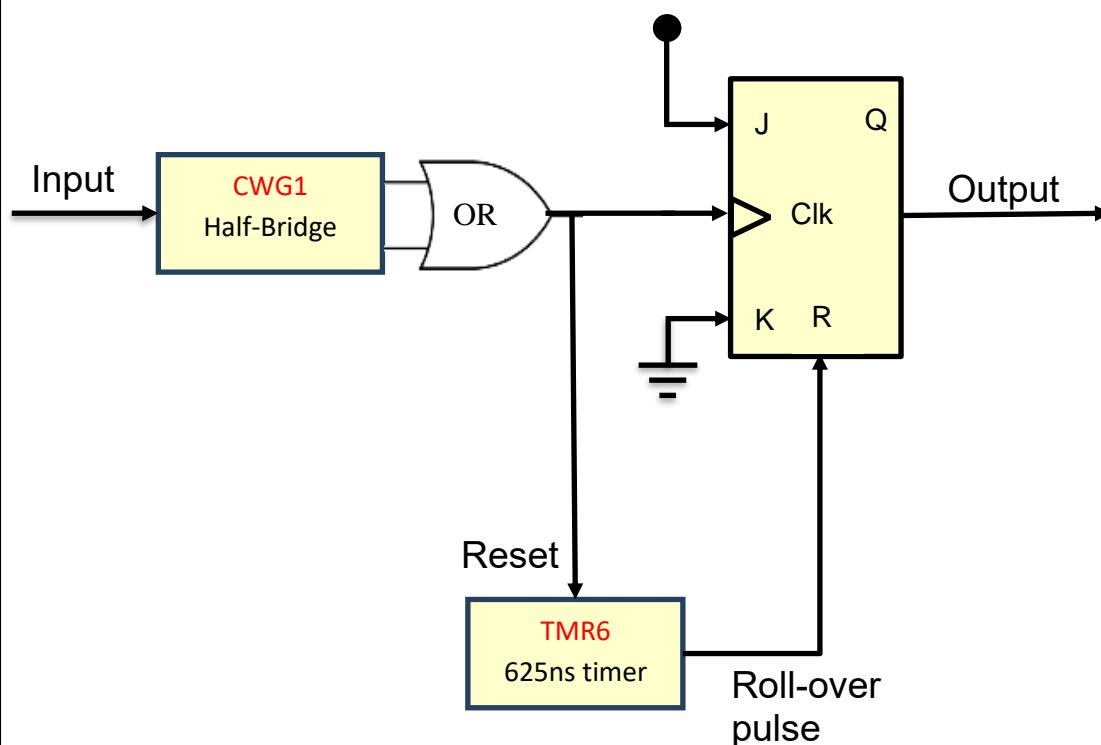 Input
CWG1
Half-Bridge
OR
J
Q
Clk
K
R
Output
Reset
TMR6
625ns timer
Roll-over
pulse